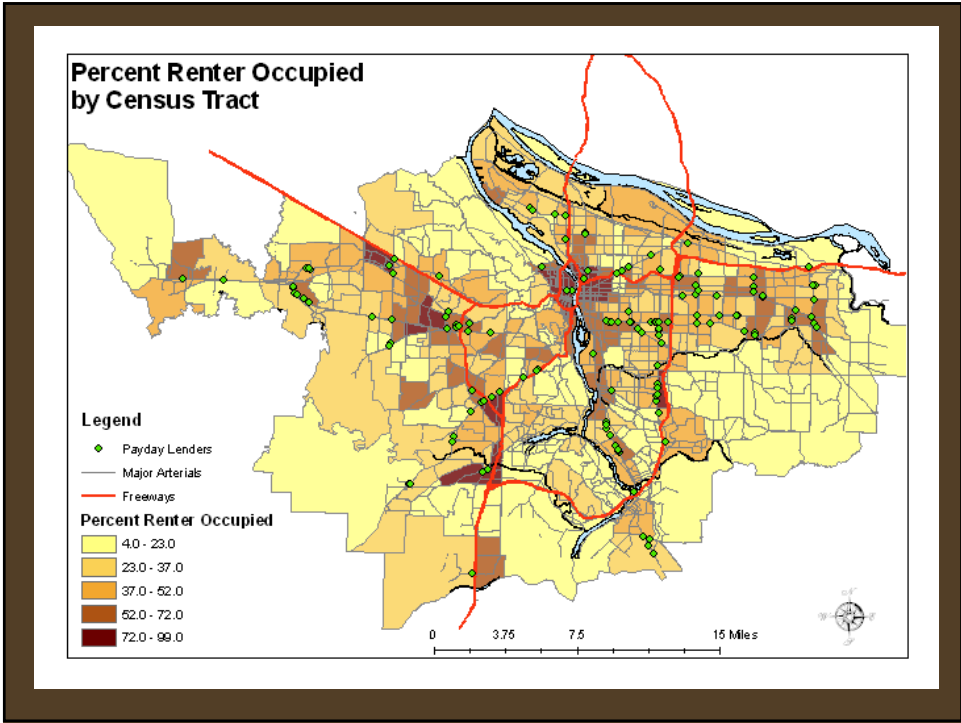 Percent Renter Occupied
by Census Tract
Legend
Payday Lenders
Major Arterials
Freeways
Percent Renter Occupied
4.0 - 23.0
23.0 - 37.0
37.0 - 52.0
52.0 - 72.0
72.0 - 99.0
0 3.75 7.5 15 Miles